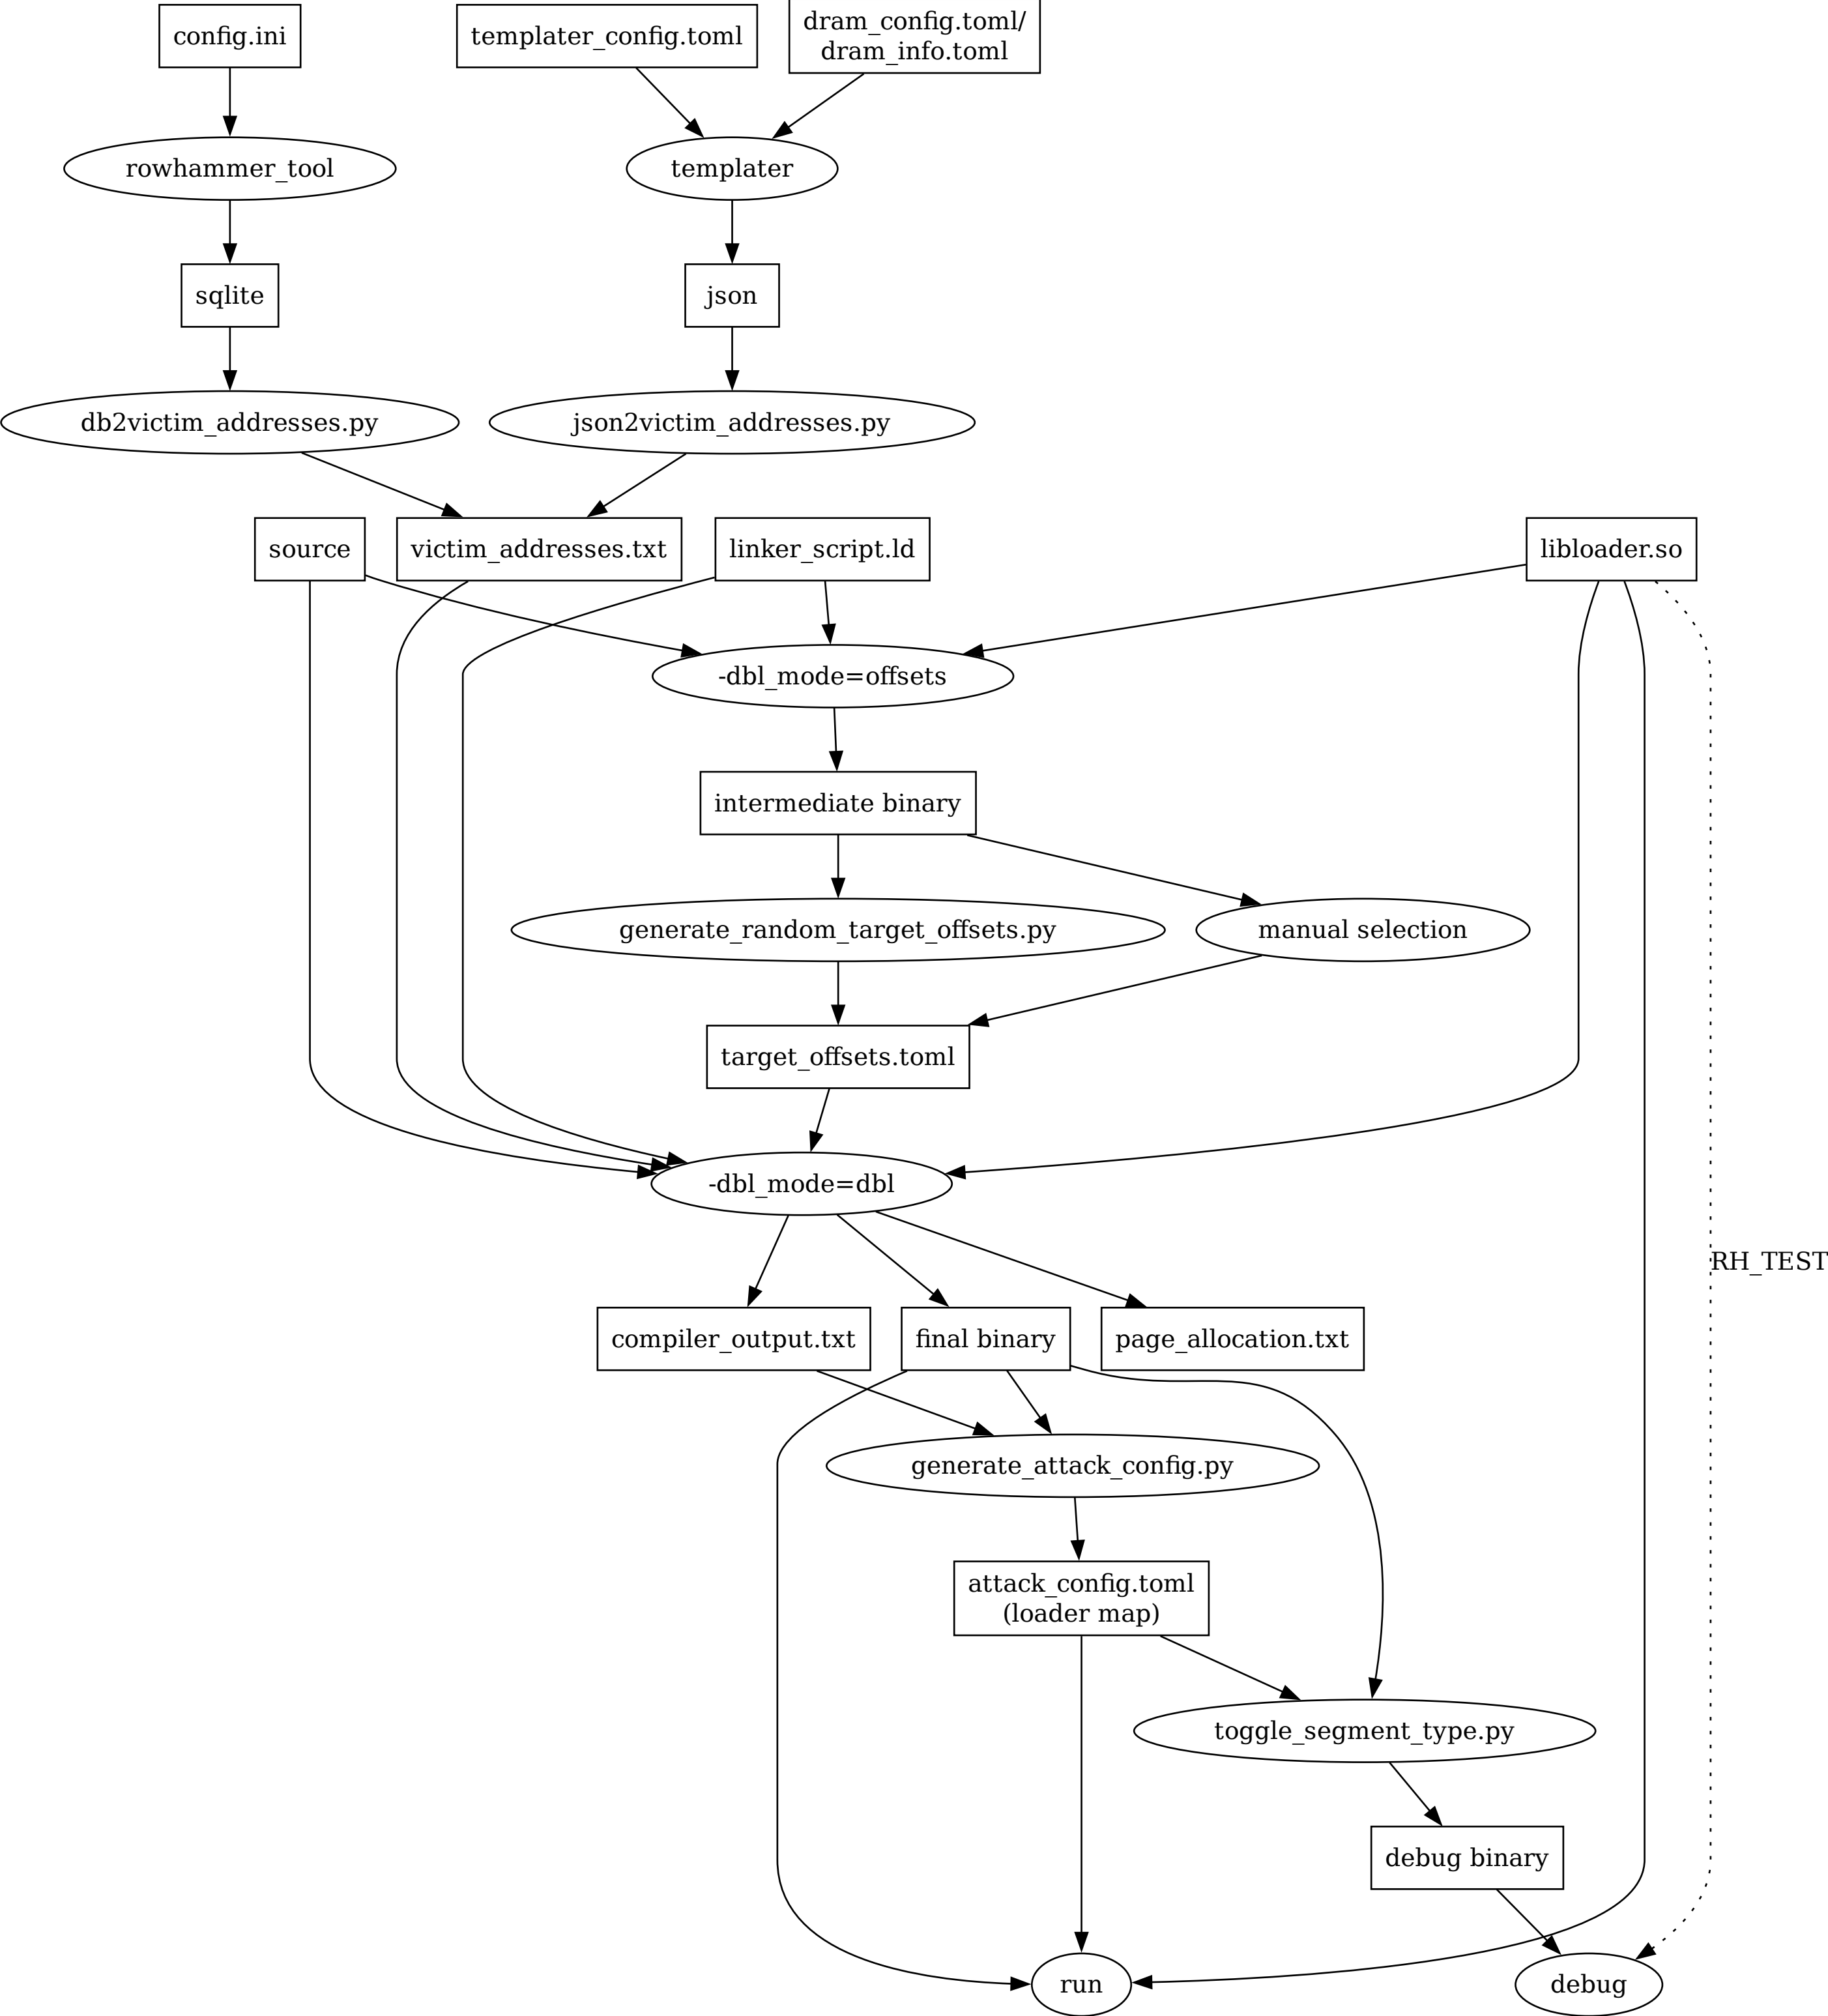 config.ini
templater_config.toml
dram_config.toml/
dram_info.toml
rowhammer_tool
templater
sqlite
json
db2victim_addresses.py
json2victim_addresses.py
source
victim_addresses.txt
linker_script.ld
libloader.so
-dbl_mode=offsets
intermediate binary
generate_random_target_offsets.py
manual selection
target_offsets.toml
-dbl_mode=dbl
RH_TEST
compiler_output.txt
final binary
page_allocation.txt
generate_attack_config.py
attack_config.toml
(loader map)
toggle_segment_type.py
debug binary
run
debug